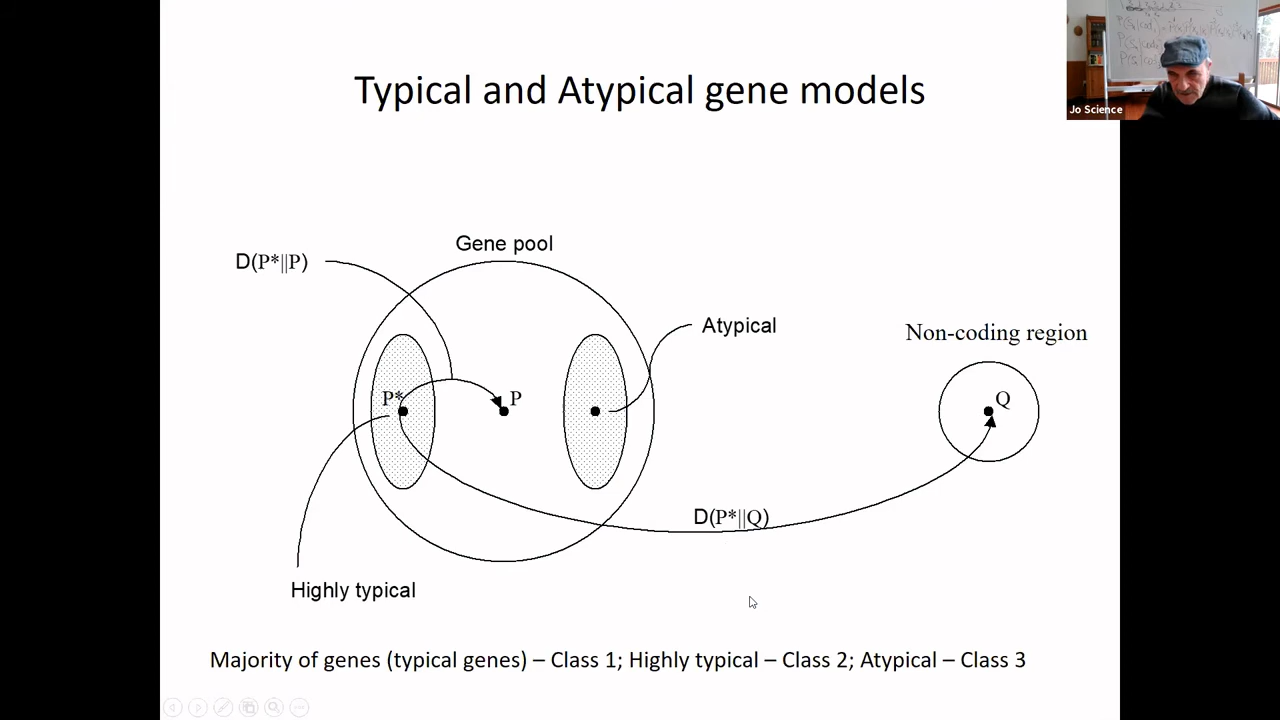 Typical and Atypical gene models
Jo Science
Gene pool
D(P*||P)
Atypical
Non-coding region
P*
P
Q
D(P*||Q)
Highly typical
Majority of genes (typical genes) – Class 1; Highly typical – Class 2; Atypical – Class 3